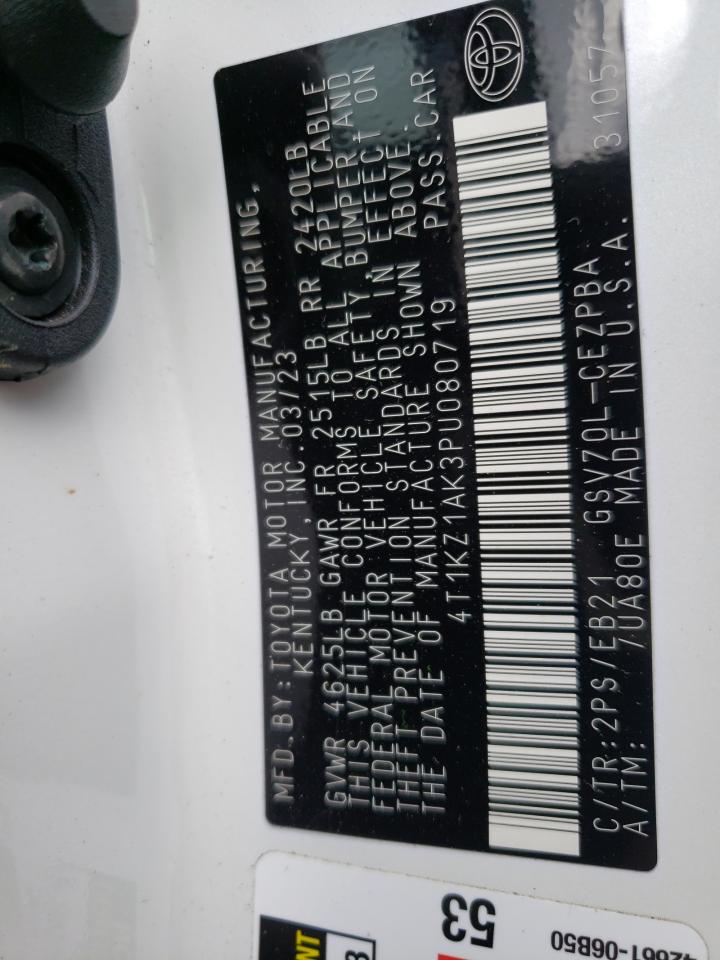 MFD.BY:TOYOTA MOTOR MANUFACTURING,
KENTUCKY, INC. 03/23
GVWR 4625LB GAWR FR 2515LB RR 2420LB
THIS VEHICLE CONFORMS TO ALL APPLICABLE
FEDERAL MOTOR VEHICLE SAFETY, BUMPER, AND
THEFT PREVENTION STANDARDS IN EFFECT ON
THE DATE OF MANUFACTURE SHOWN ABOVE.
4T1KZ1AK3PU080719 PASS.CAR
C/TR:2PS/EB21 GSV70L-CEZPBA 31057
A/TM: /UA80E MADE IN U.S.A.
53
42661-06B50